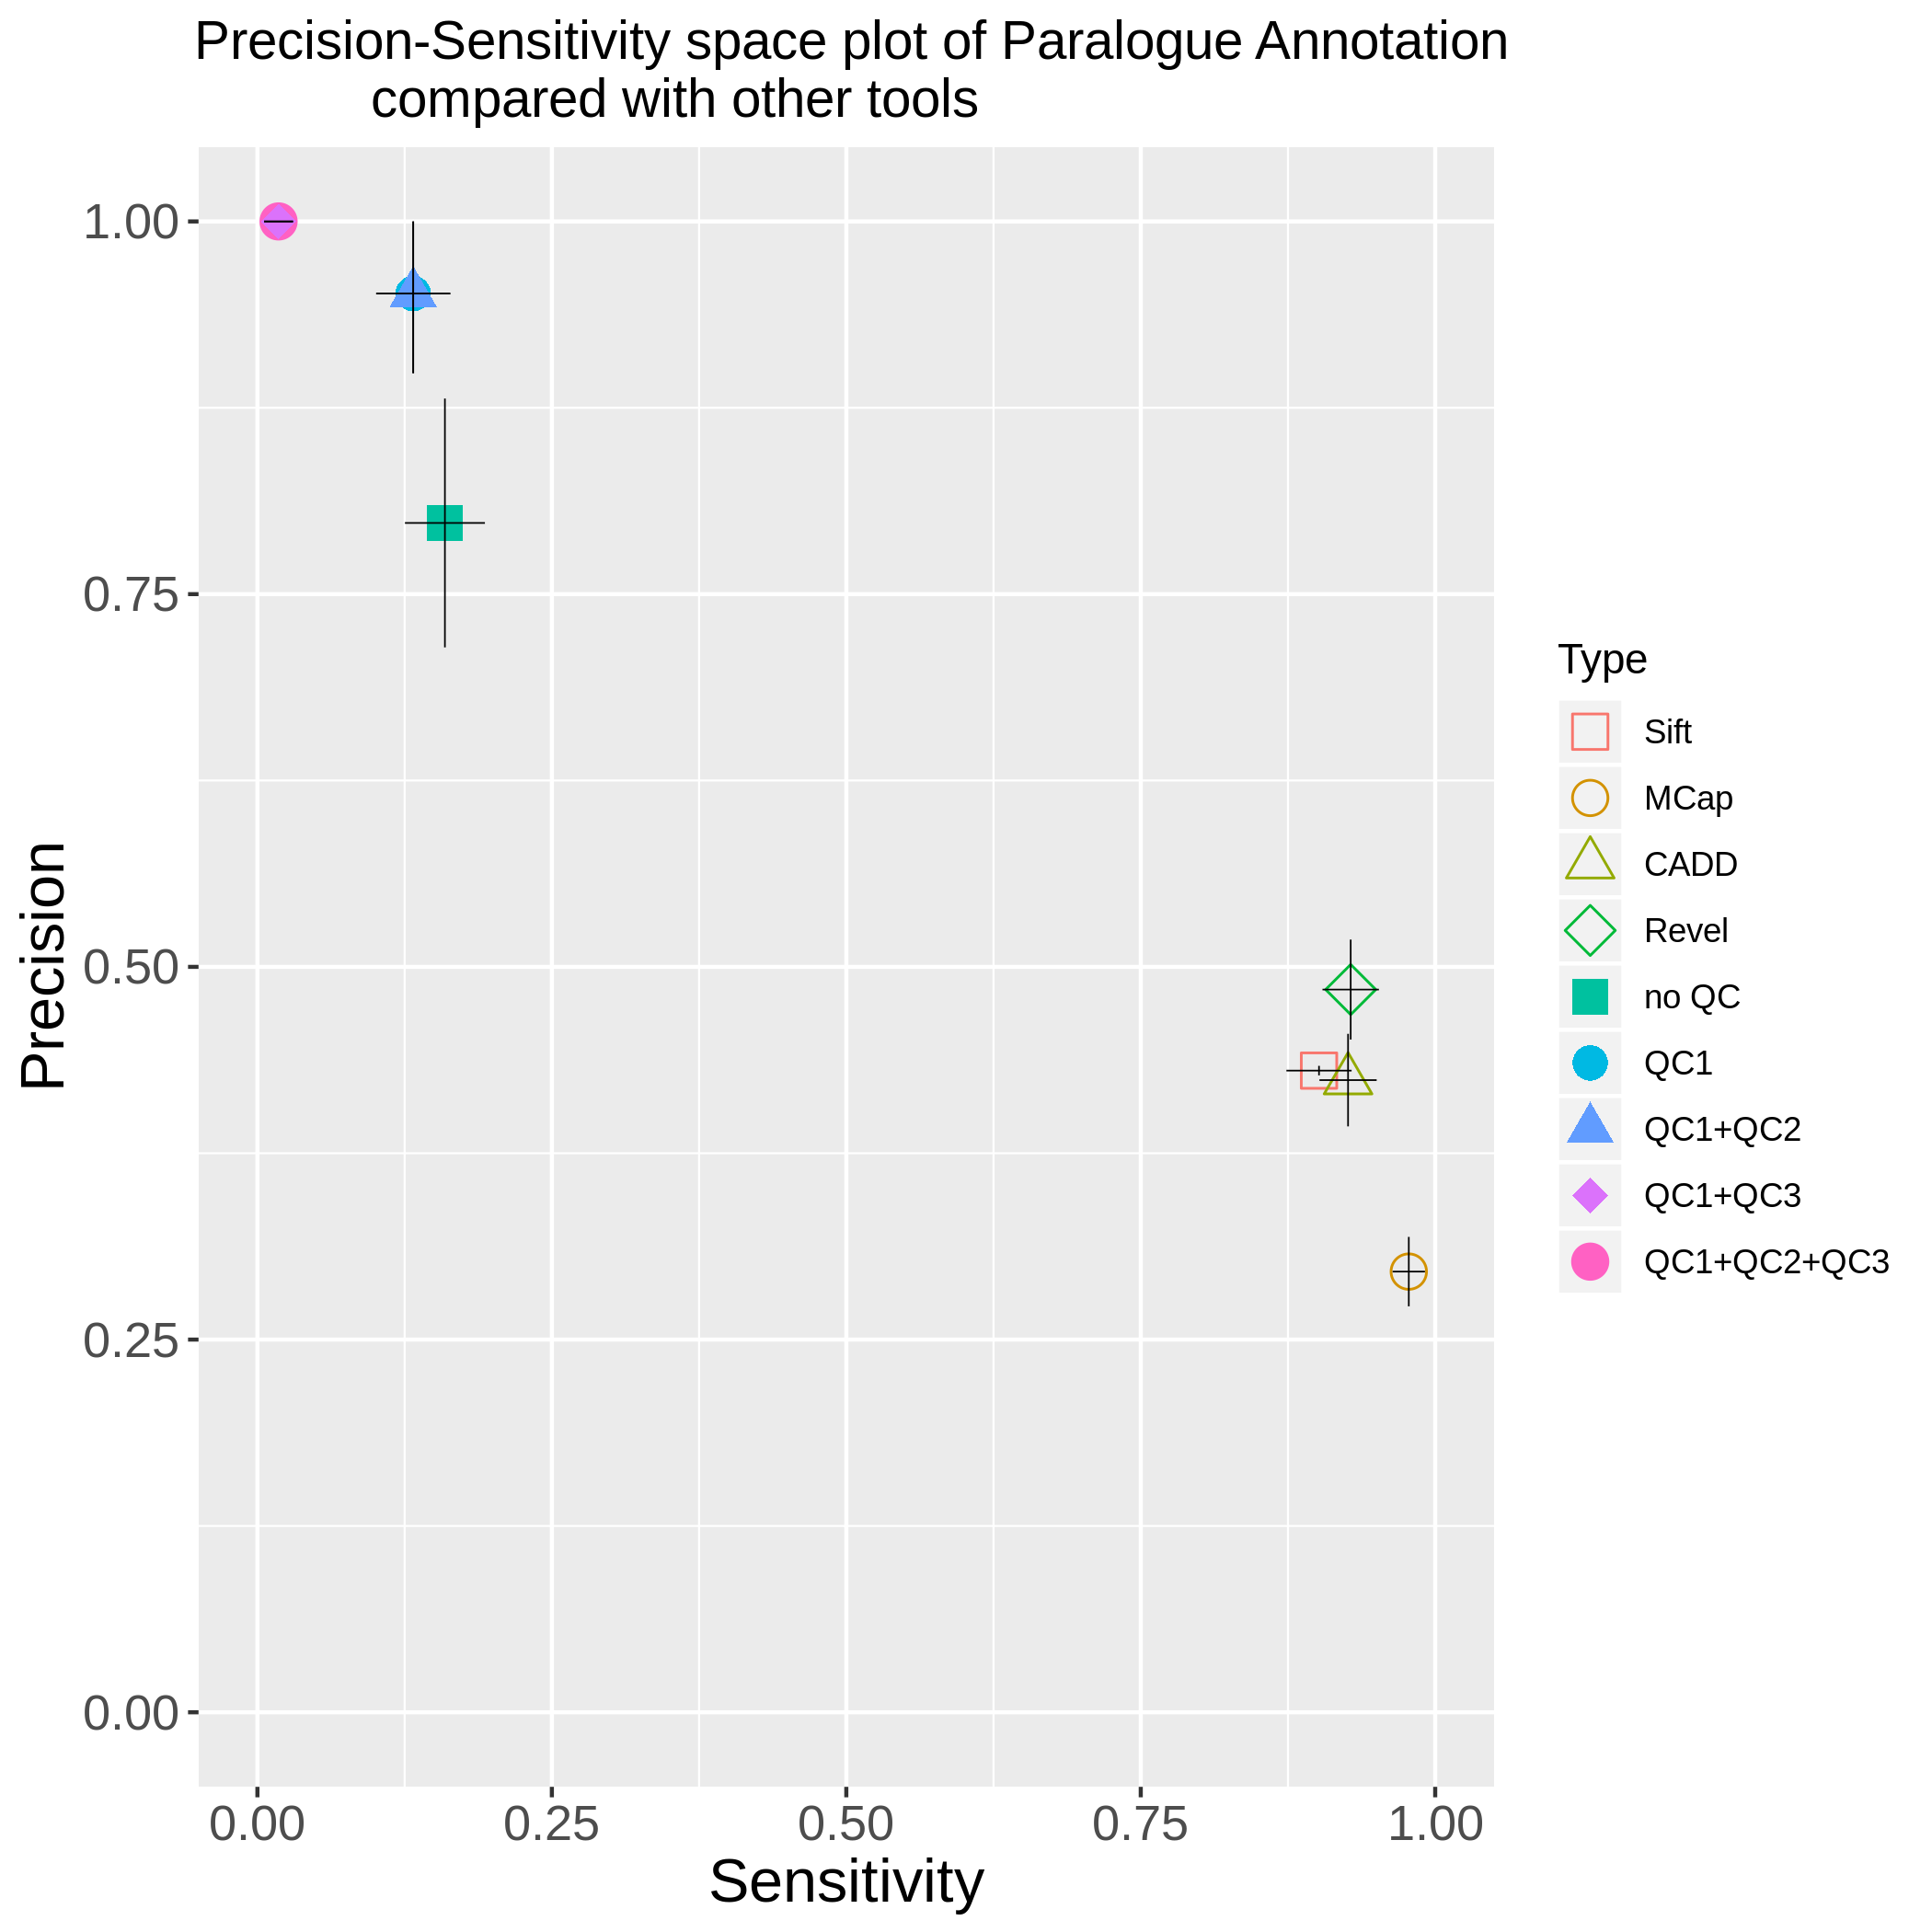 Precision-Sensitivity space plot of Paralogue Annotation
compared with other tools
1.00
0.75
0.50
0.25
0.00
Precision
0.00 0.25 0.50 0.75 1.00
Sensitivity
Type
Sift
MCap
CADD
Revel
no QC
QC1
QC1+QC2
QC1+QC3
QC1+QC2+QC3